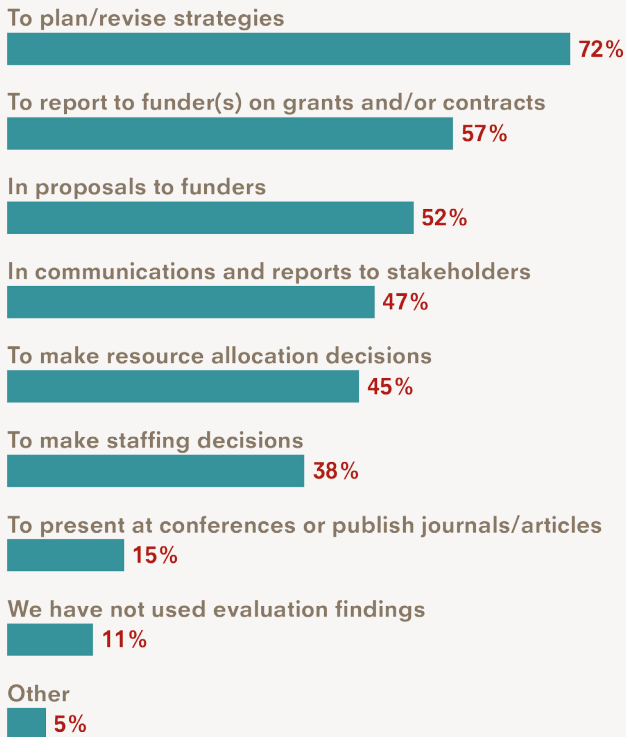 To plan/revise strategies
72%
To report to funder(s) on grants and/or contracts
57%
In proposals to funders
52%
In communications and reports to stakeholders
47%
To make resource allocation decisions
45%
To make staffing decisions
38%
To present at conferences or publish journals/articles
15%
We have not used evaluation findings
11%
Other
5%